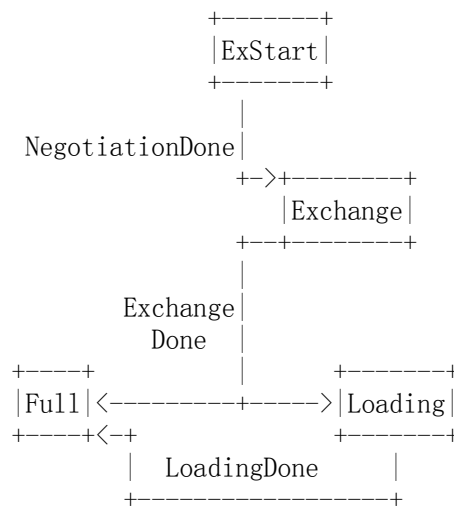 ExStart
NegotiationDone
Exchange
Exchange
Done
Full
Loading
LoadingDone